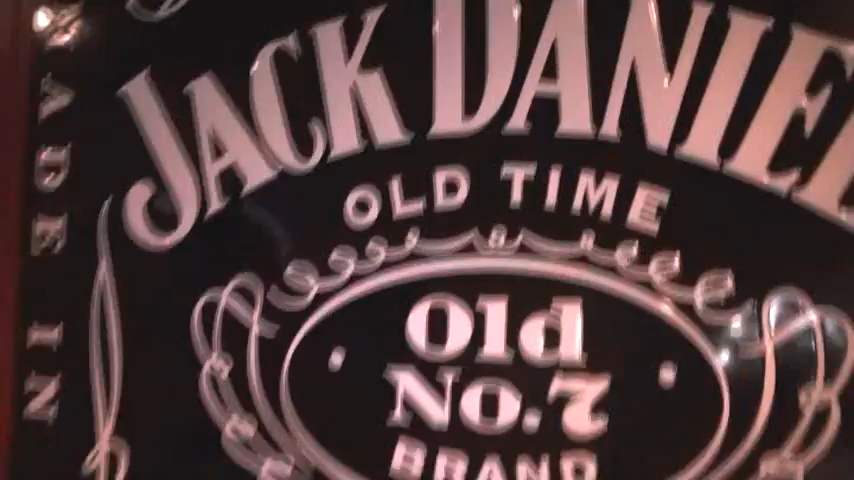 JACK DANIEL
OLD TIME
Old
No. 7
BRAND
MADE IN